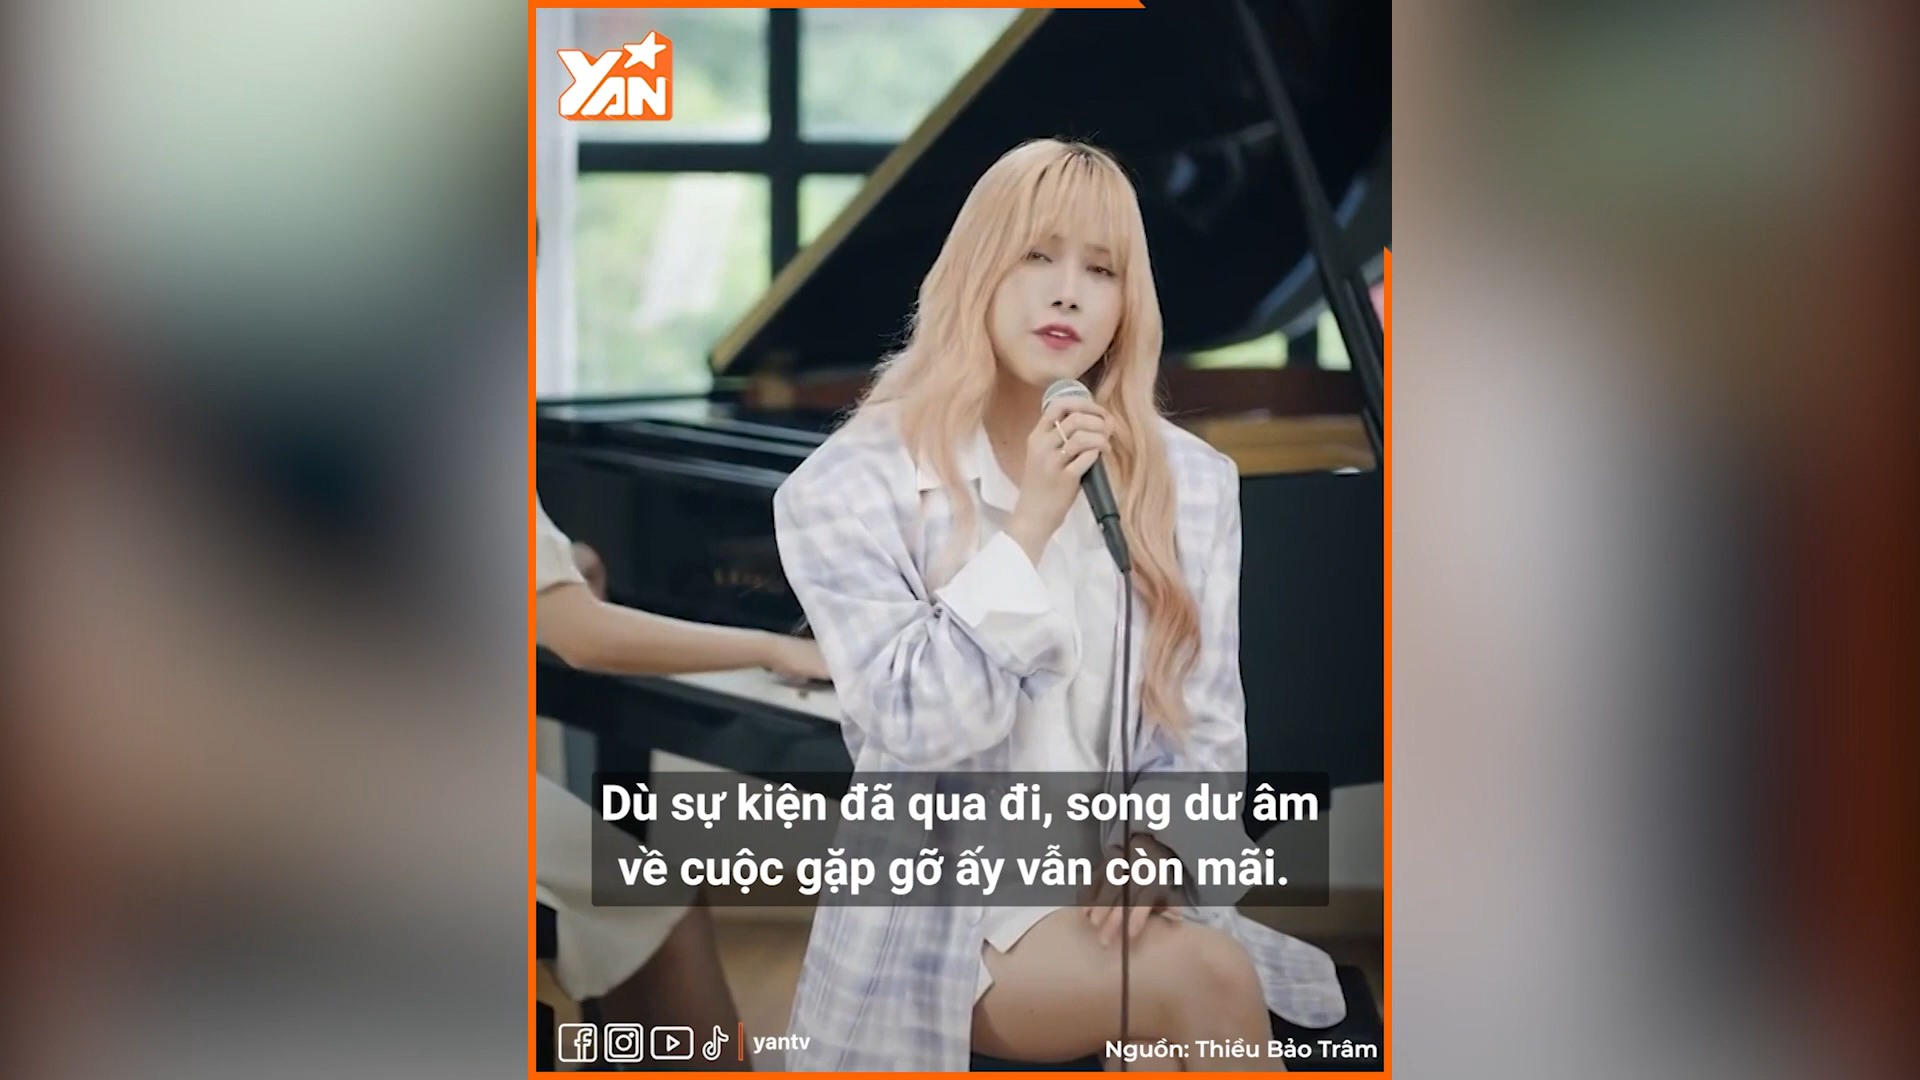 YAN
Dù sự kiện đã qua đi, song dư âm
về cuộc gặp gỡ ấy vẫn còn mãi.
yantv
Nguồn: Thiều Bảo Trâm